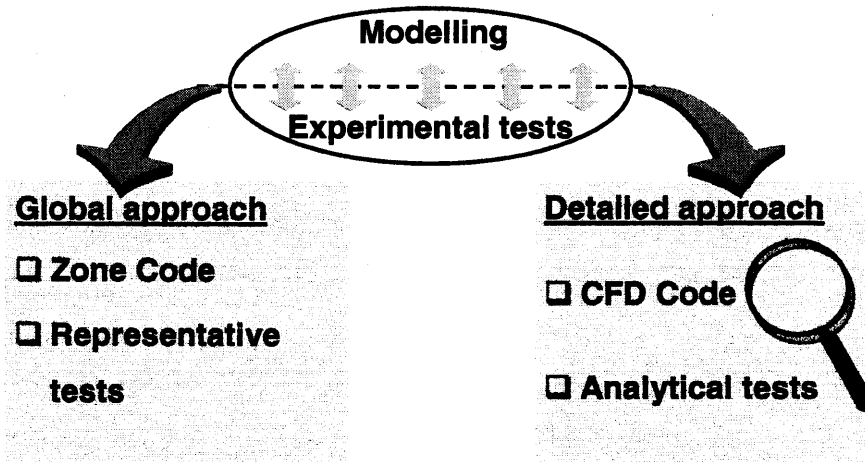 Modelling
Experimental tests
Global approach
❑ Zone Code
❑ Representative
tests
Detailed approach
❑ CFD Code
❑ Analytical tests